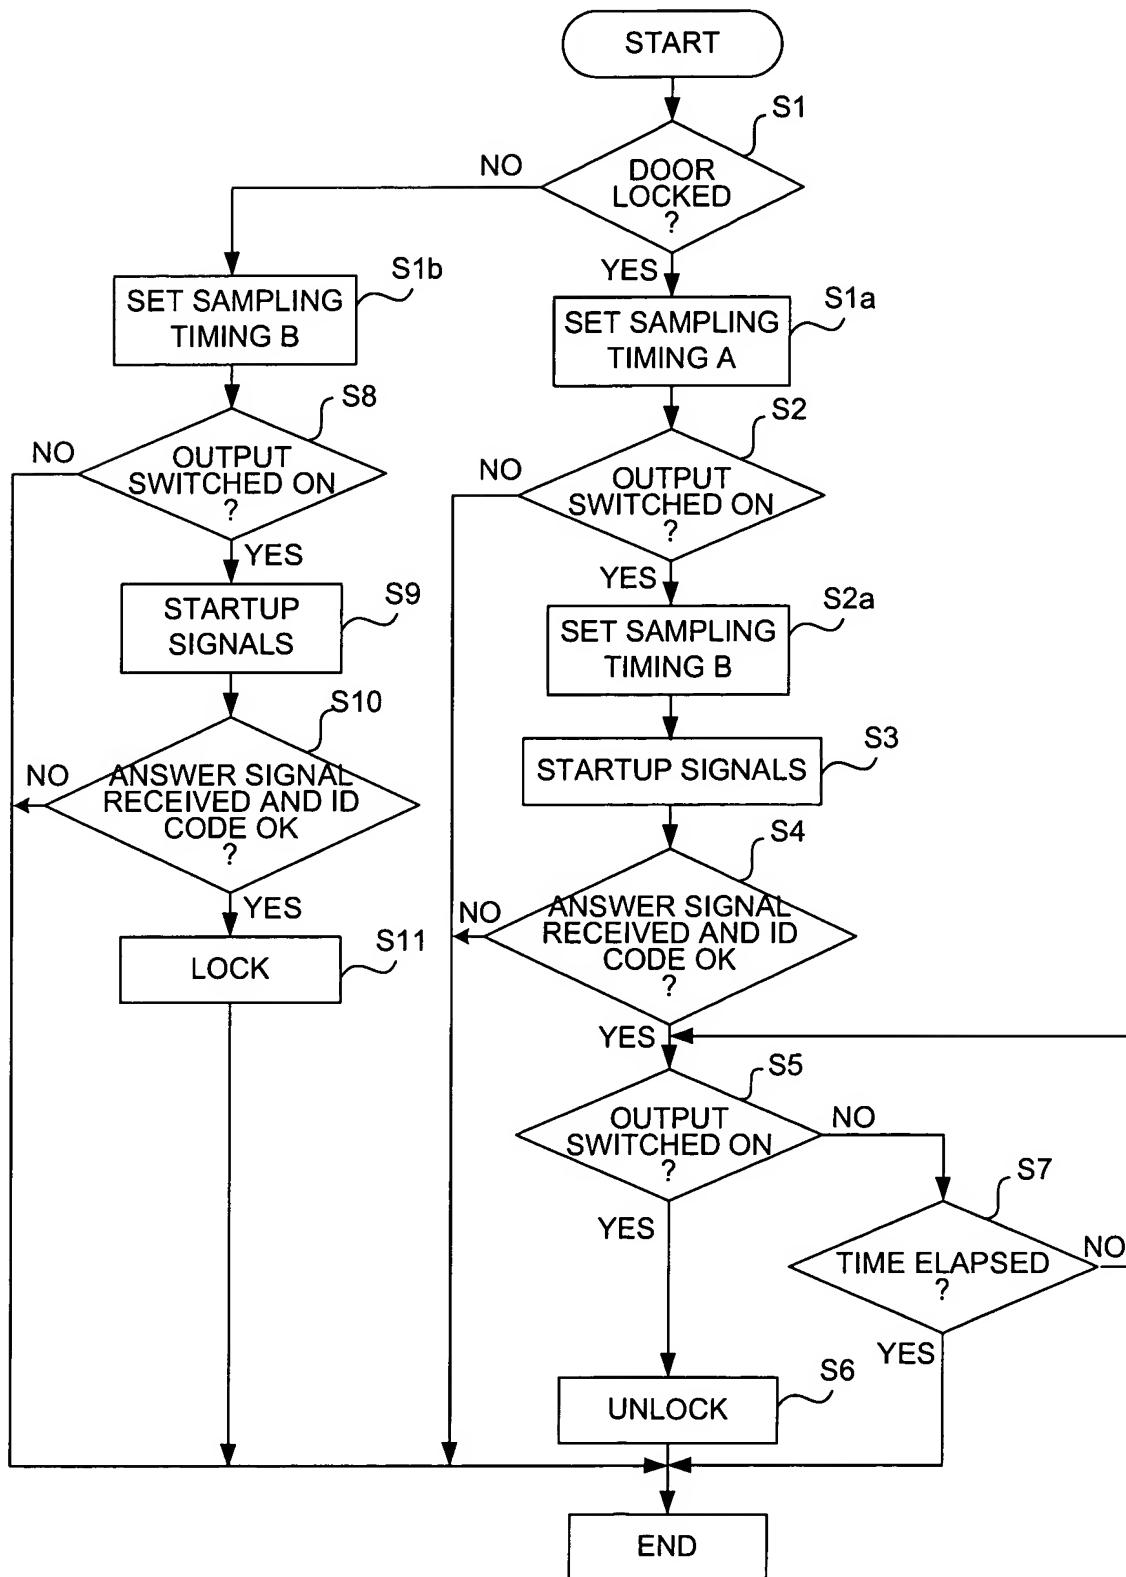 START
S1
NO
DOOR
LOCKED
?
YES
S1b
SET SAMPLING
TIMING B
S1a
SET SAMPLING
TIMING A
S8
NO
OUTPUT
SWITCHED ON
?
YES
S2
NO
OUTPUT
SWITCHED ON
?
YES
S9
STARTUP
SIGNALS
S2a
SET SAMPLING
TIMING B
S10
NO
ANSWER SIGNAL
RECEIVED AND ID
CODE OK
?
YES
S3
STARTUP SIGNALS
S4
NO
ANSWER SIGNAL
RECEIVED AND ID
CODE OK
?
YES
S11
LOCK
S5
OUTPUT
SWITCHED ON
?
NO
YES
S7
TIME ELAPSED
?
NO
YES
S6
UNLOCK
END